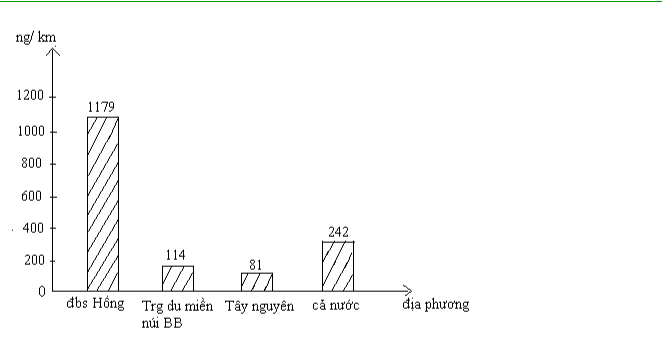 ng/ km
1200
1000
800
600
400
200
0
1179
114
81
242
đbs Hồng
Trg du miền
núi BB
Tây nguyên
cả nước
địa phương